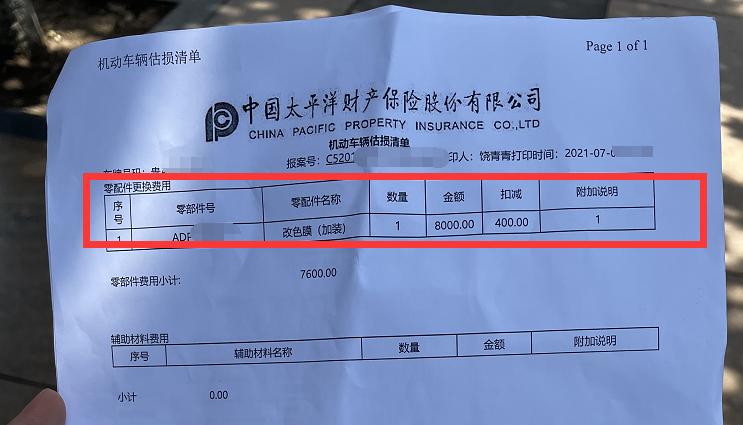 机动车辆估损清单
Page 1 of 1
中国太平洋财产保险股份有限公司
CHINA PACIFIC PROPERTY INSURANCE CO.,LTD
机动车辆估损清单
报案号: C5201 印人: 饶青青打印时间: 2021-07-0
零配件更换费用
序号 零部件号 零配件名称 数量 金额 扣减 附加说明
1 ADF 改色膜（加装） 1 8000.00 400.00 1
零部件费用小计: 7600.00
辅助材料费用
序号 辅助材料名称 数量 金额 附加说明
小计 0.00